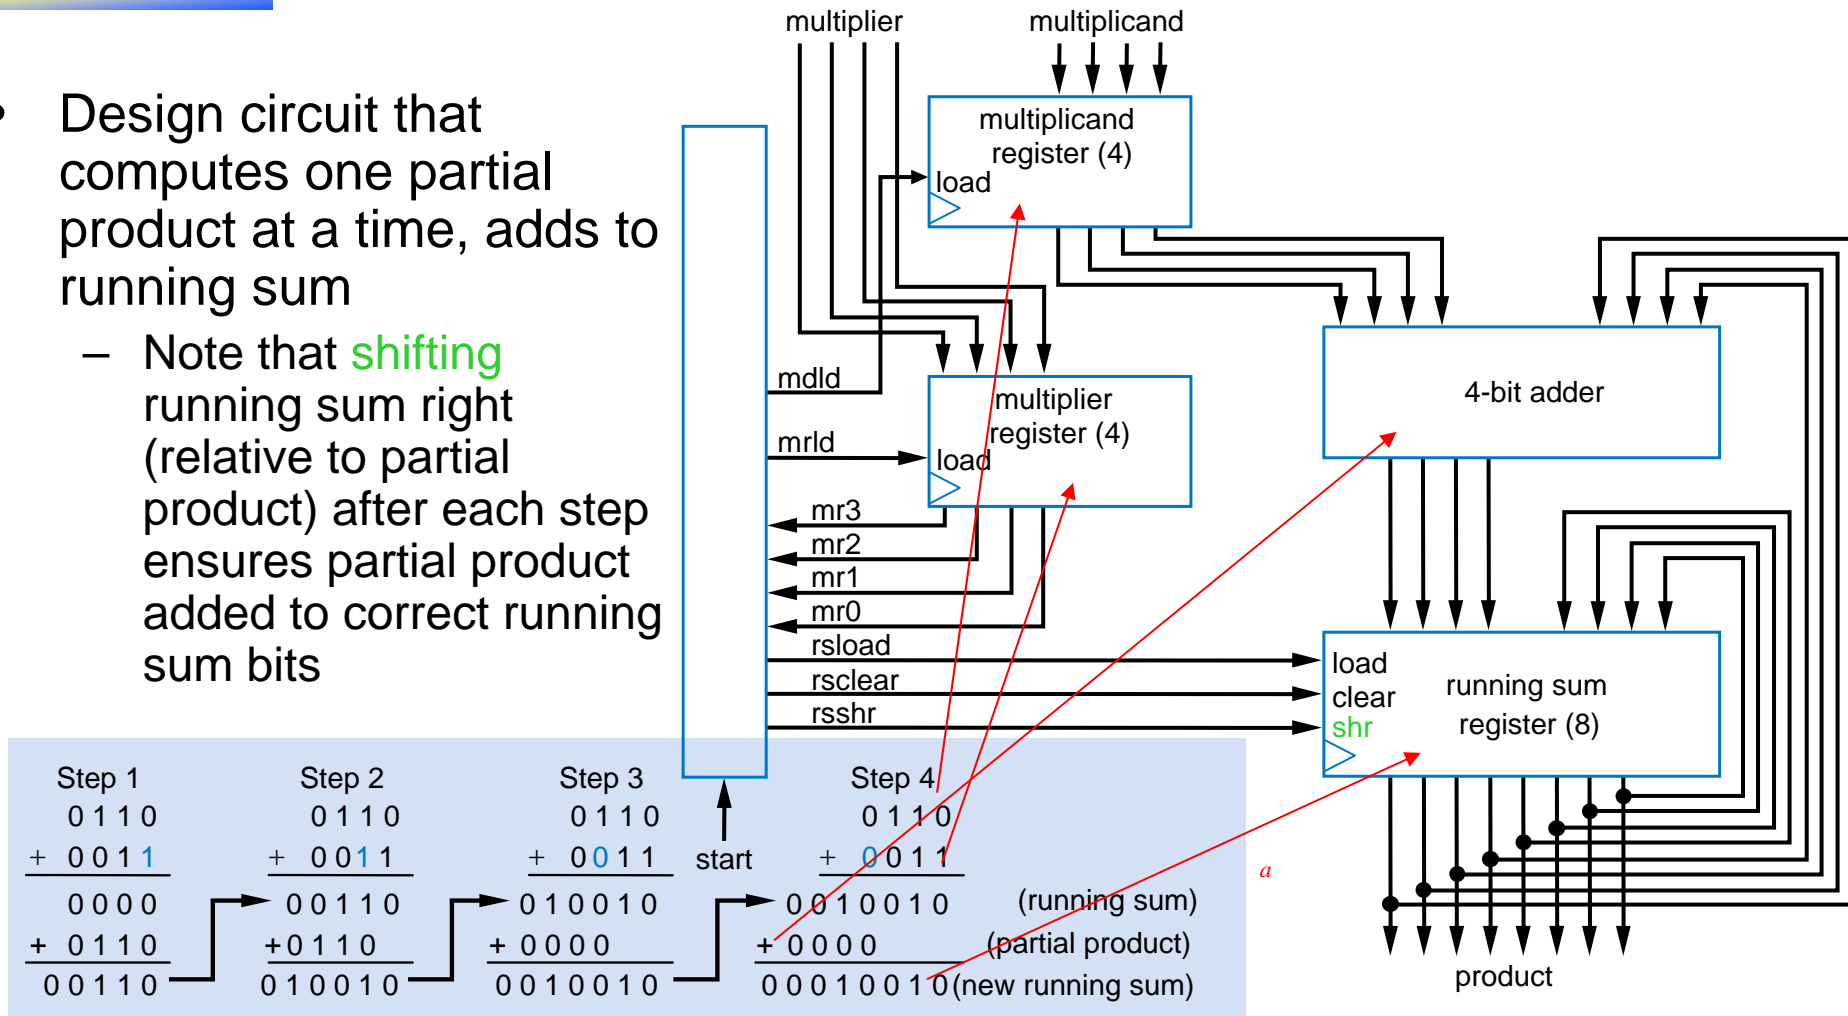 • Design circuit that
computes one partial
product at a time, adds to
running sum
– Note that shifting
running sum right
(relative to partial
product) after each step
ensures partial product
added to correct running
sum bits
multiplier
multiplicand
multiplicand
register (4)
load
mdld
multiplier
register (4)
mrld
load
mr3
mr2
mr1
mr0
rsload
rsclear
rsshr
4-bit adder
load
clear
shr
running sum
register (8)
product
start
a
Step 1
0 1 1 0
+ 0 0 1 1
0 0 0 0
+ 0 1 1 0
0 0 1 1 0
Step 2
0 1 1 0
+ 0 0 1 1
0 0 1 1 0
+ 0 1 1 0
0 1 0 0 1 0
Step 3
0 1 1 0
+ 0 0 1 1
0 1 0 0 1 0
+ 0 0 0 0
0 0 1 0 0 1 0
Step 4
0 1 1 0
+ 0 0 1 1
0 0 1 0 0 1 0 (running sum)
+ 0 0 0 0 (partial product)
0 0 0 1 0 0 1 0 (new running sum)